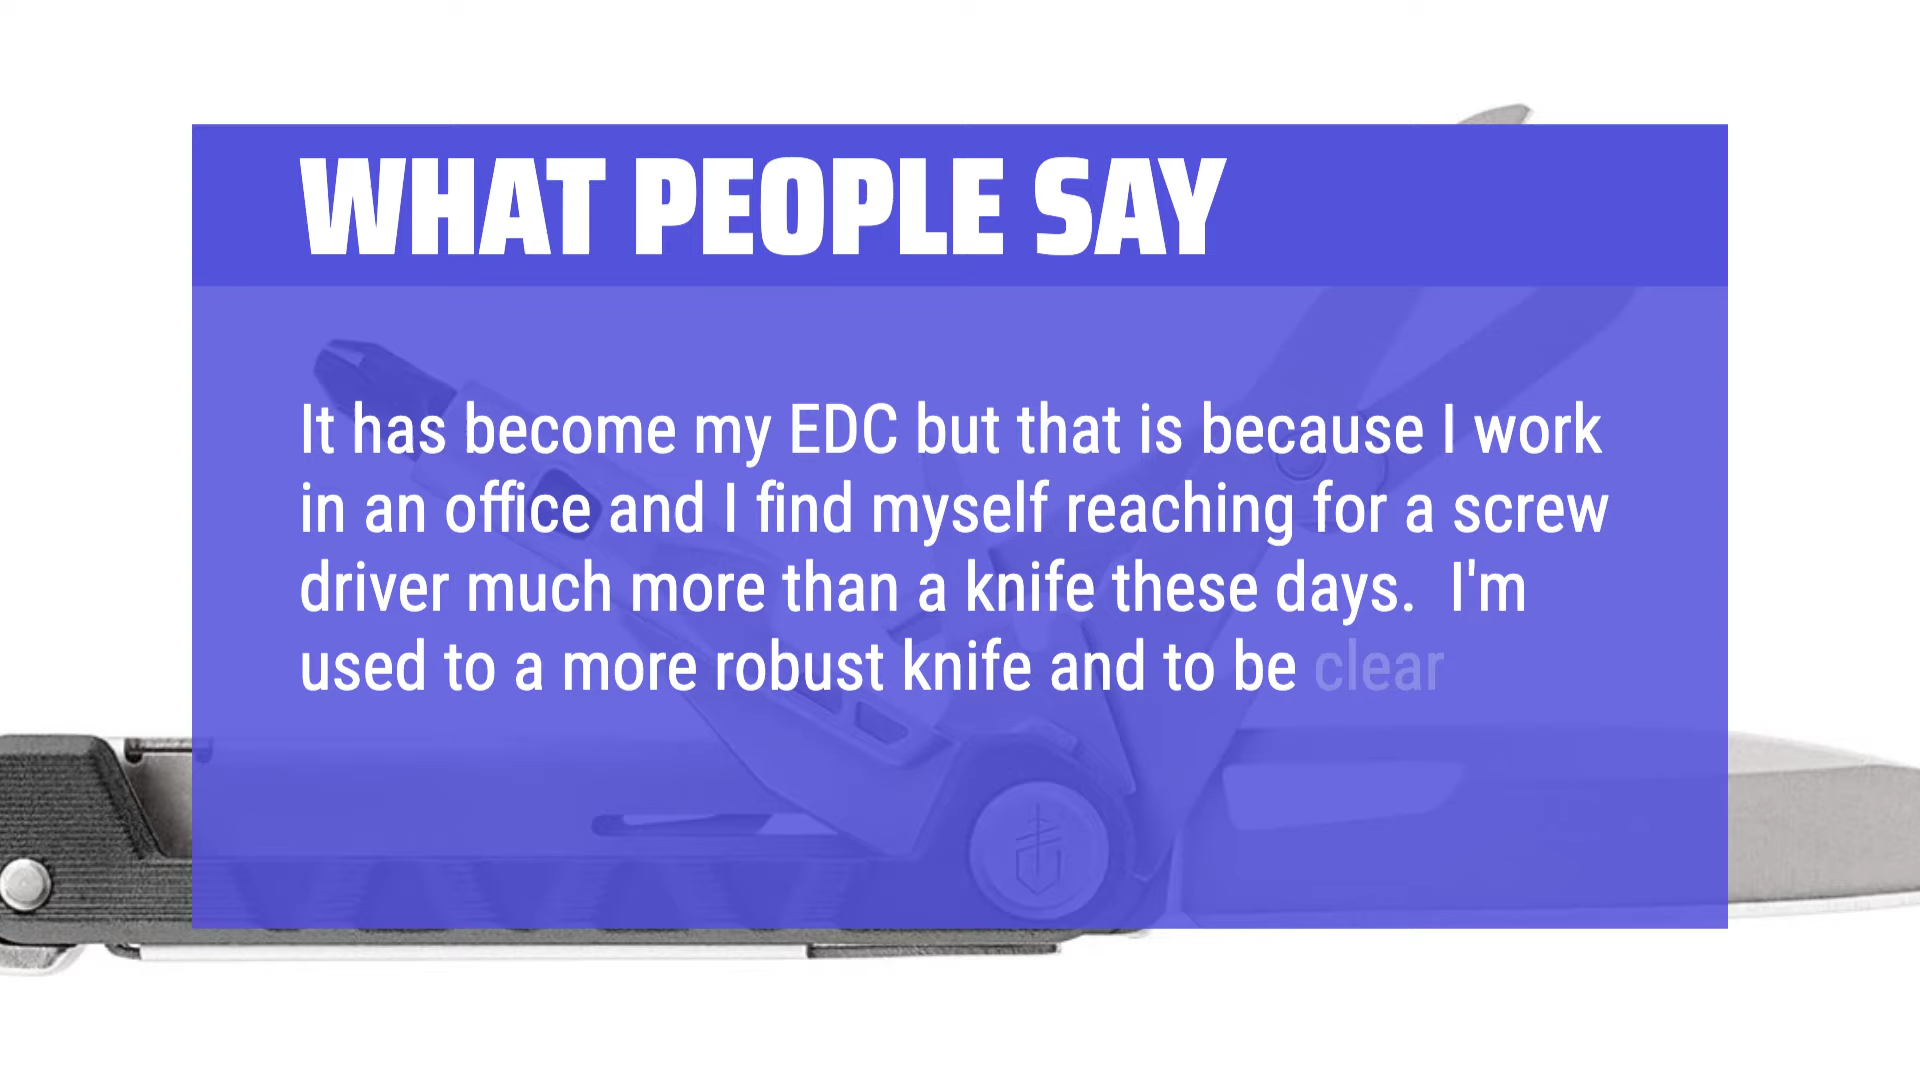 WHAT PEOPLE SAY
It has become my EDC but that is because I work
in an office and I find myself reaching for a screw
driver much more than a knife these days.  I'm
used to a more robust knife and to be clear